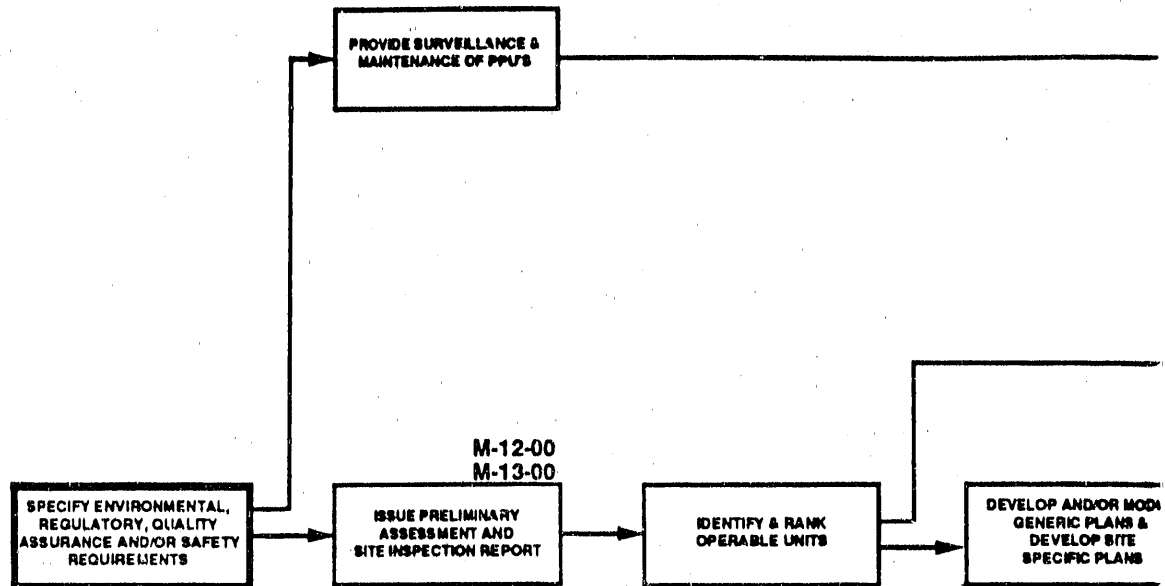 PROVIDE SURVEILLANCE &
MAINTENANCE OF PPU'S
M-12-00
M-13-00
SPECIFY ENVIRONMENTAL,
REGULATORY, QUALITY
ASSURANCE AND/OR SAFETY
REQUIREMENTS
ISSUE PRELIMINARY
ASSESSMENT AND
SITE INSPECTION REPORT
IDENTIFY & RANK
OPERABLE UNITS
DEVELOP AND/OR
GENERIC PLANS &
DEVELOP SITE
SPECIFIC PLANS